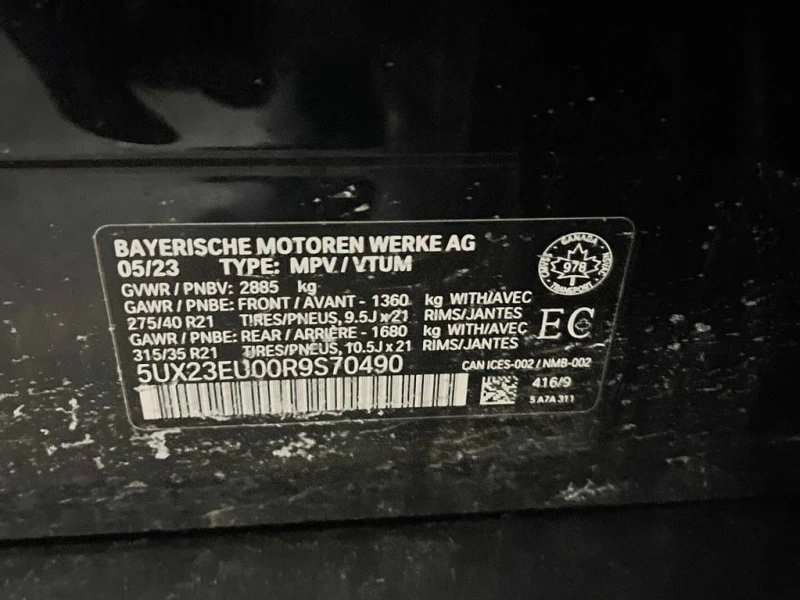 BAYERISCHE MOTOREN WERKE AG
05/23 TYPE: MPV / VTUM
GVWR / PNBV: 2885 kg
GAWR / PNBE: FRONT / AVANT - 1360 kg WITH/AVEC
275/40 R21 TIRES/PNEUS, 9.5J x 21 RIMS/JANTES
GAWR / PNBE: REAR / ARRIÈRE - 1680 kg WITH/AVEC
315/35 R21 TIRES/PNEUS, 10.5J x 21 RIMS/JANTES
5UX23EU00R9S70490
CANADA
978
TRANSPORT
EC
CAN ICES-002 / NMB-002
416/9
5 A7A 311